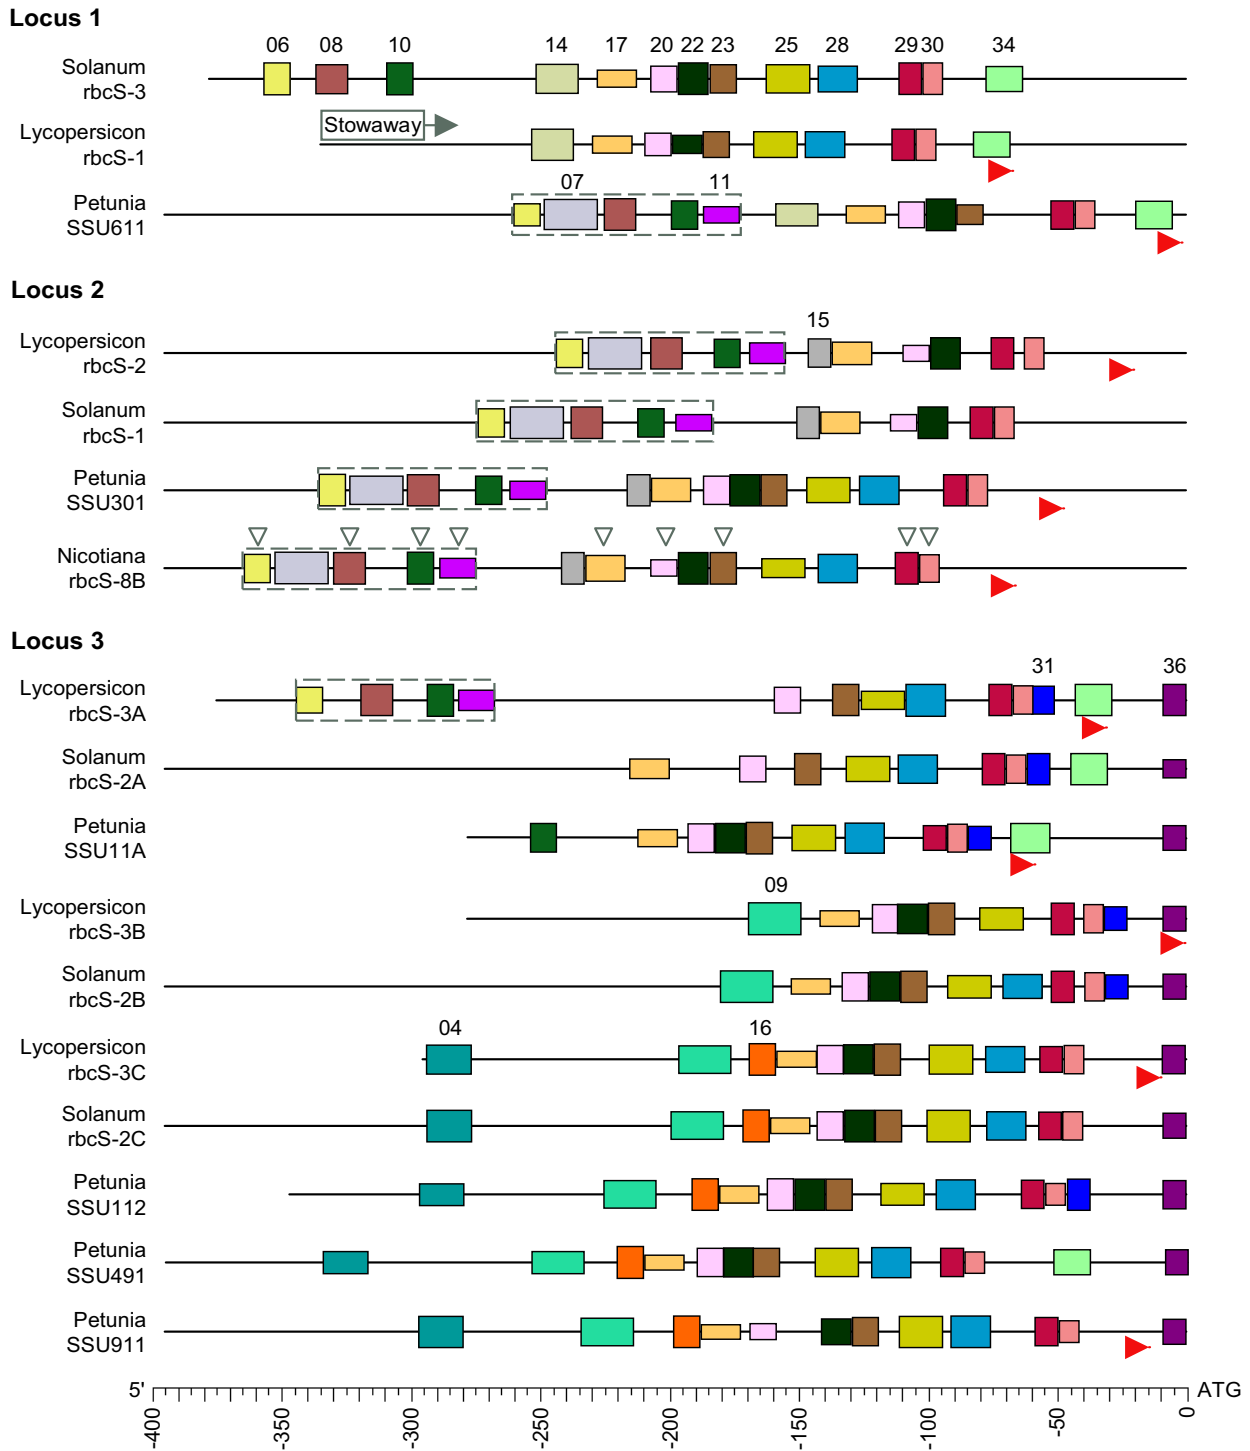 Locus 1
06 08 10 14 17 20 22 23 25 28 29 30 34
Solanum
rbcS-3
Stowaway
Lycopersicon
rbcS-1
07 11
Petunia
SSU611
Locus 2
15
Lycopersicon
rbcS-2
Solanum
rbcS-1
Petunia
SSU301
Nicotiana
rbcS-8B
Locus 3
31 36
Lycopersicon
rbcS-3A
Solanum
rbcS-2A
Petunia
SSU11A
09
Lycopersicon
rbcS-3B
Solanum
rbcS-2B
04 16
Lycopersicon
rbcS-3C
Solanum
rbcS-2C
Petunia
SSU112
Petunia
SSU491
Petunia
SSU911
5' ATG
-400 -350 -300 -250 -200 -150 -100 -50 0